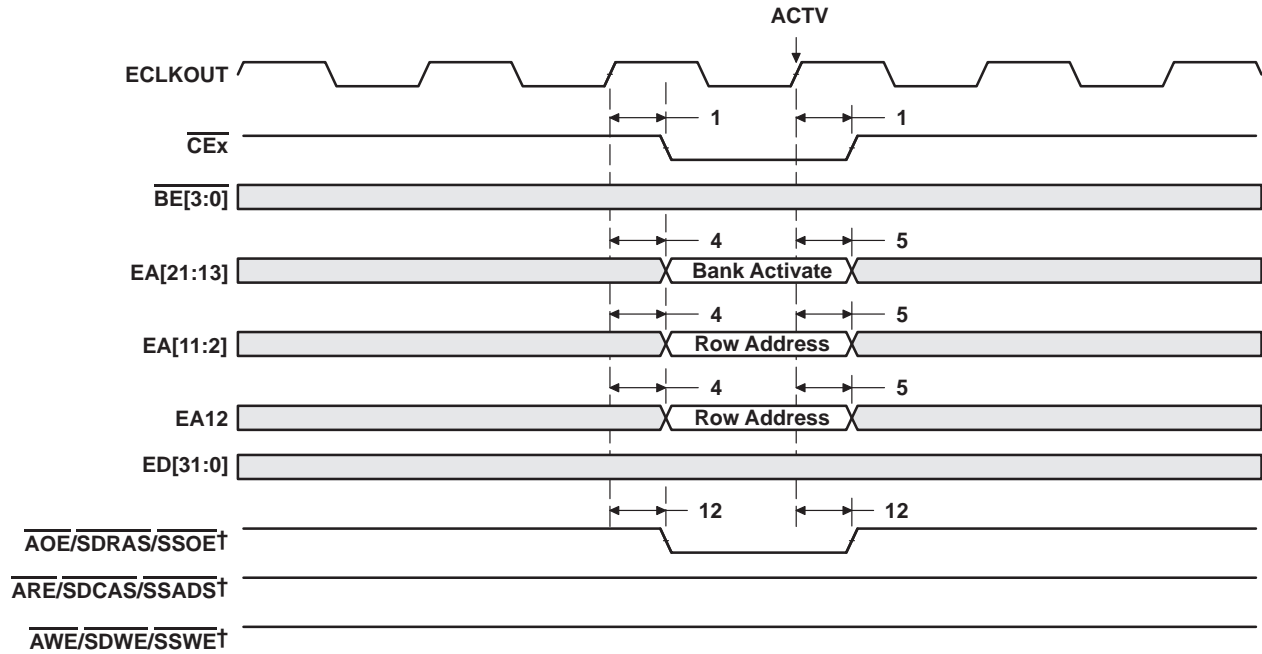 ACTV
ECLKOUT
1 1
CEx
BE[3:0]
4 5
EA[21:13] Bank Activate
4 5
EA[11:2] Row Address
4 5
EA12 Row Address
ED[31:0]
12 12
AOE/SDRAS/SSOE†
ARE/SDCAS/SSADS†
AWE/SDWE/SSWE†